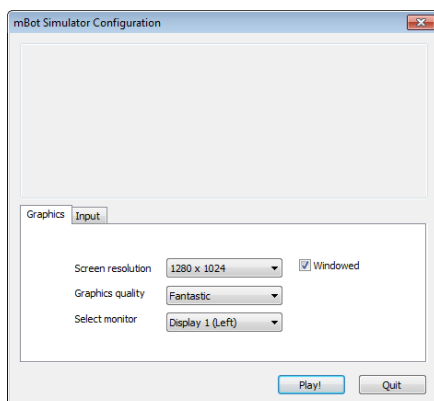 mBot Simulator Configuration
Graphics Input
Screen resolution 1280 x 1024 Windowed
Graphics quality Fantastic
Select monitor Display 1 (Left)
Play! Quit